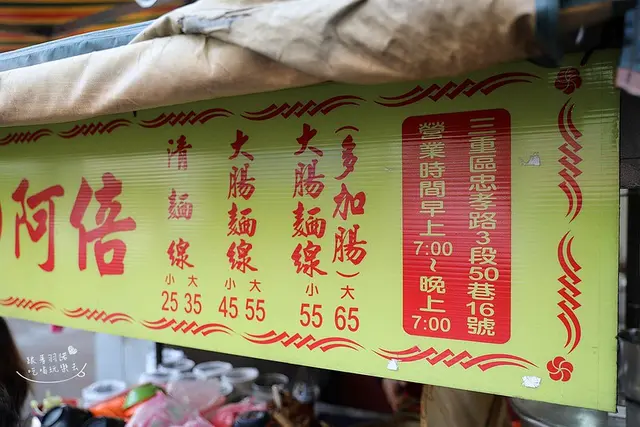 阿倍
清麵線
小 大
25 35
大腸麵線
小 大
45 55
大腸麵線
(多加腸)
小 大
55 65
三重區忠孝路3段50巷16號
營業時間早上7:00~晚上7:00